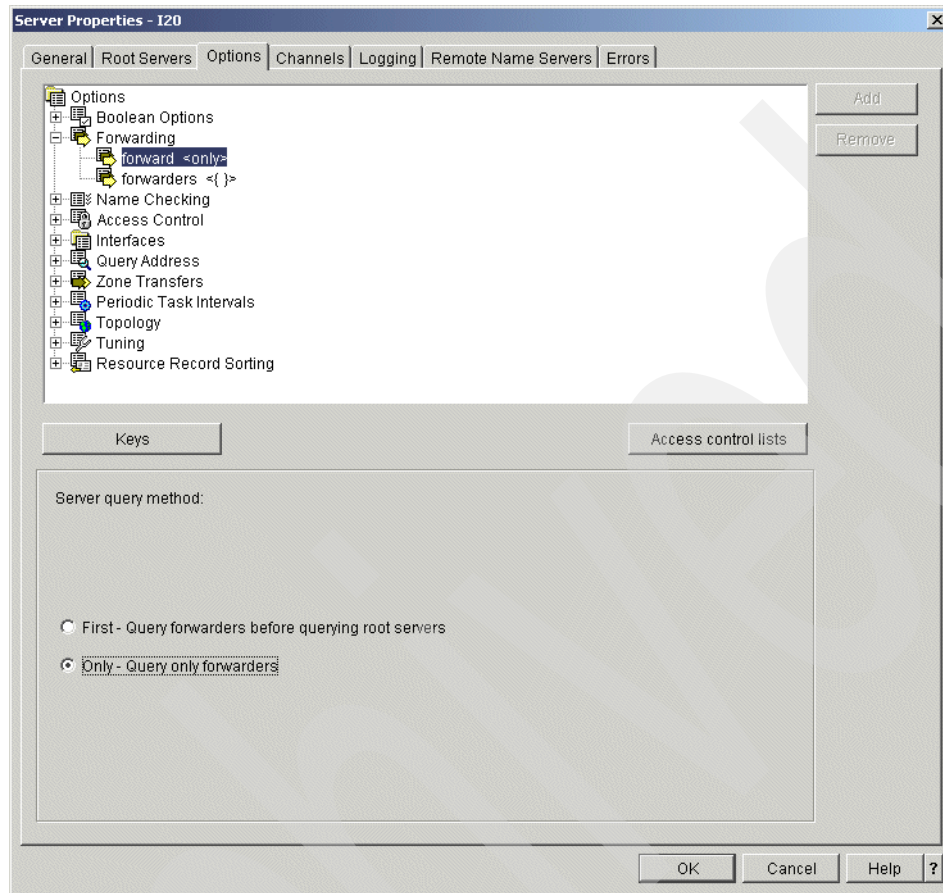 Server Properties - I20
General Root Servers Options Channels Logging Remote Name Servers Errors
Options
Boolean Options
Forwarding
forward <only>
forwarders <{ }>
Name Checking
Access Control
Interfaces
Query Address
Zone Transfers
Periodic Task Intervals
Topology
Tuning
Resource Record Sorting
Add
Remove
Keys
Access control lists
Server query method:
First - Query forwarders before querying root servers
Only - Query only forwarders
OK Cancel Help ?